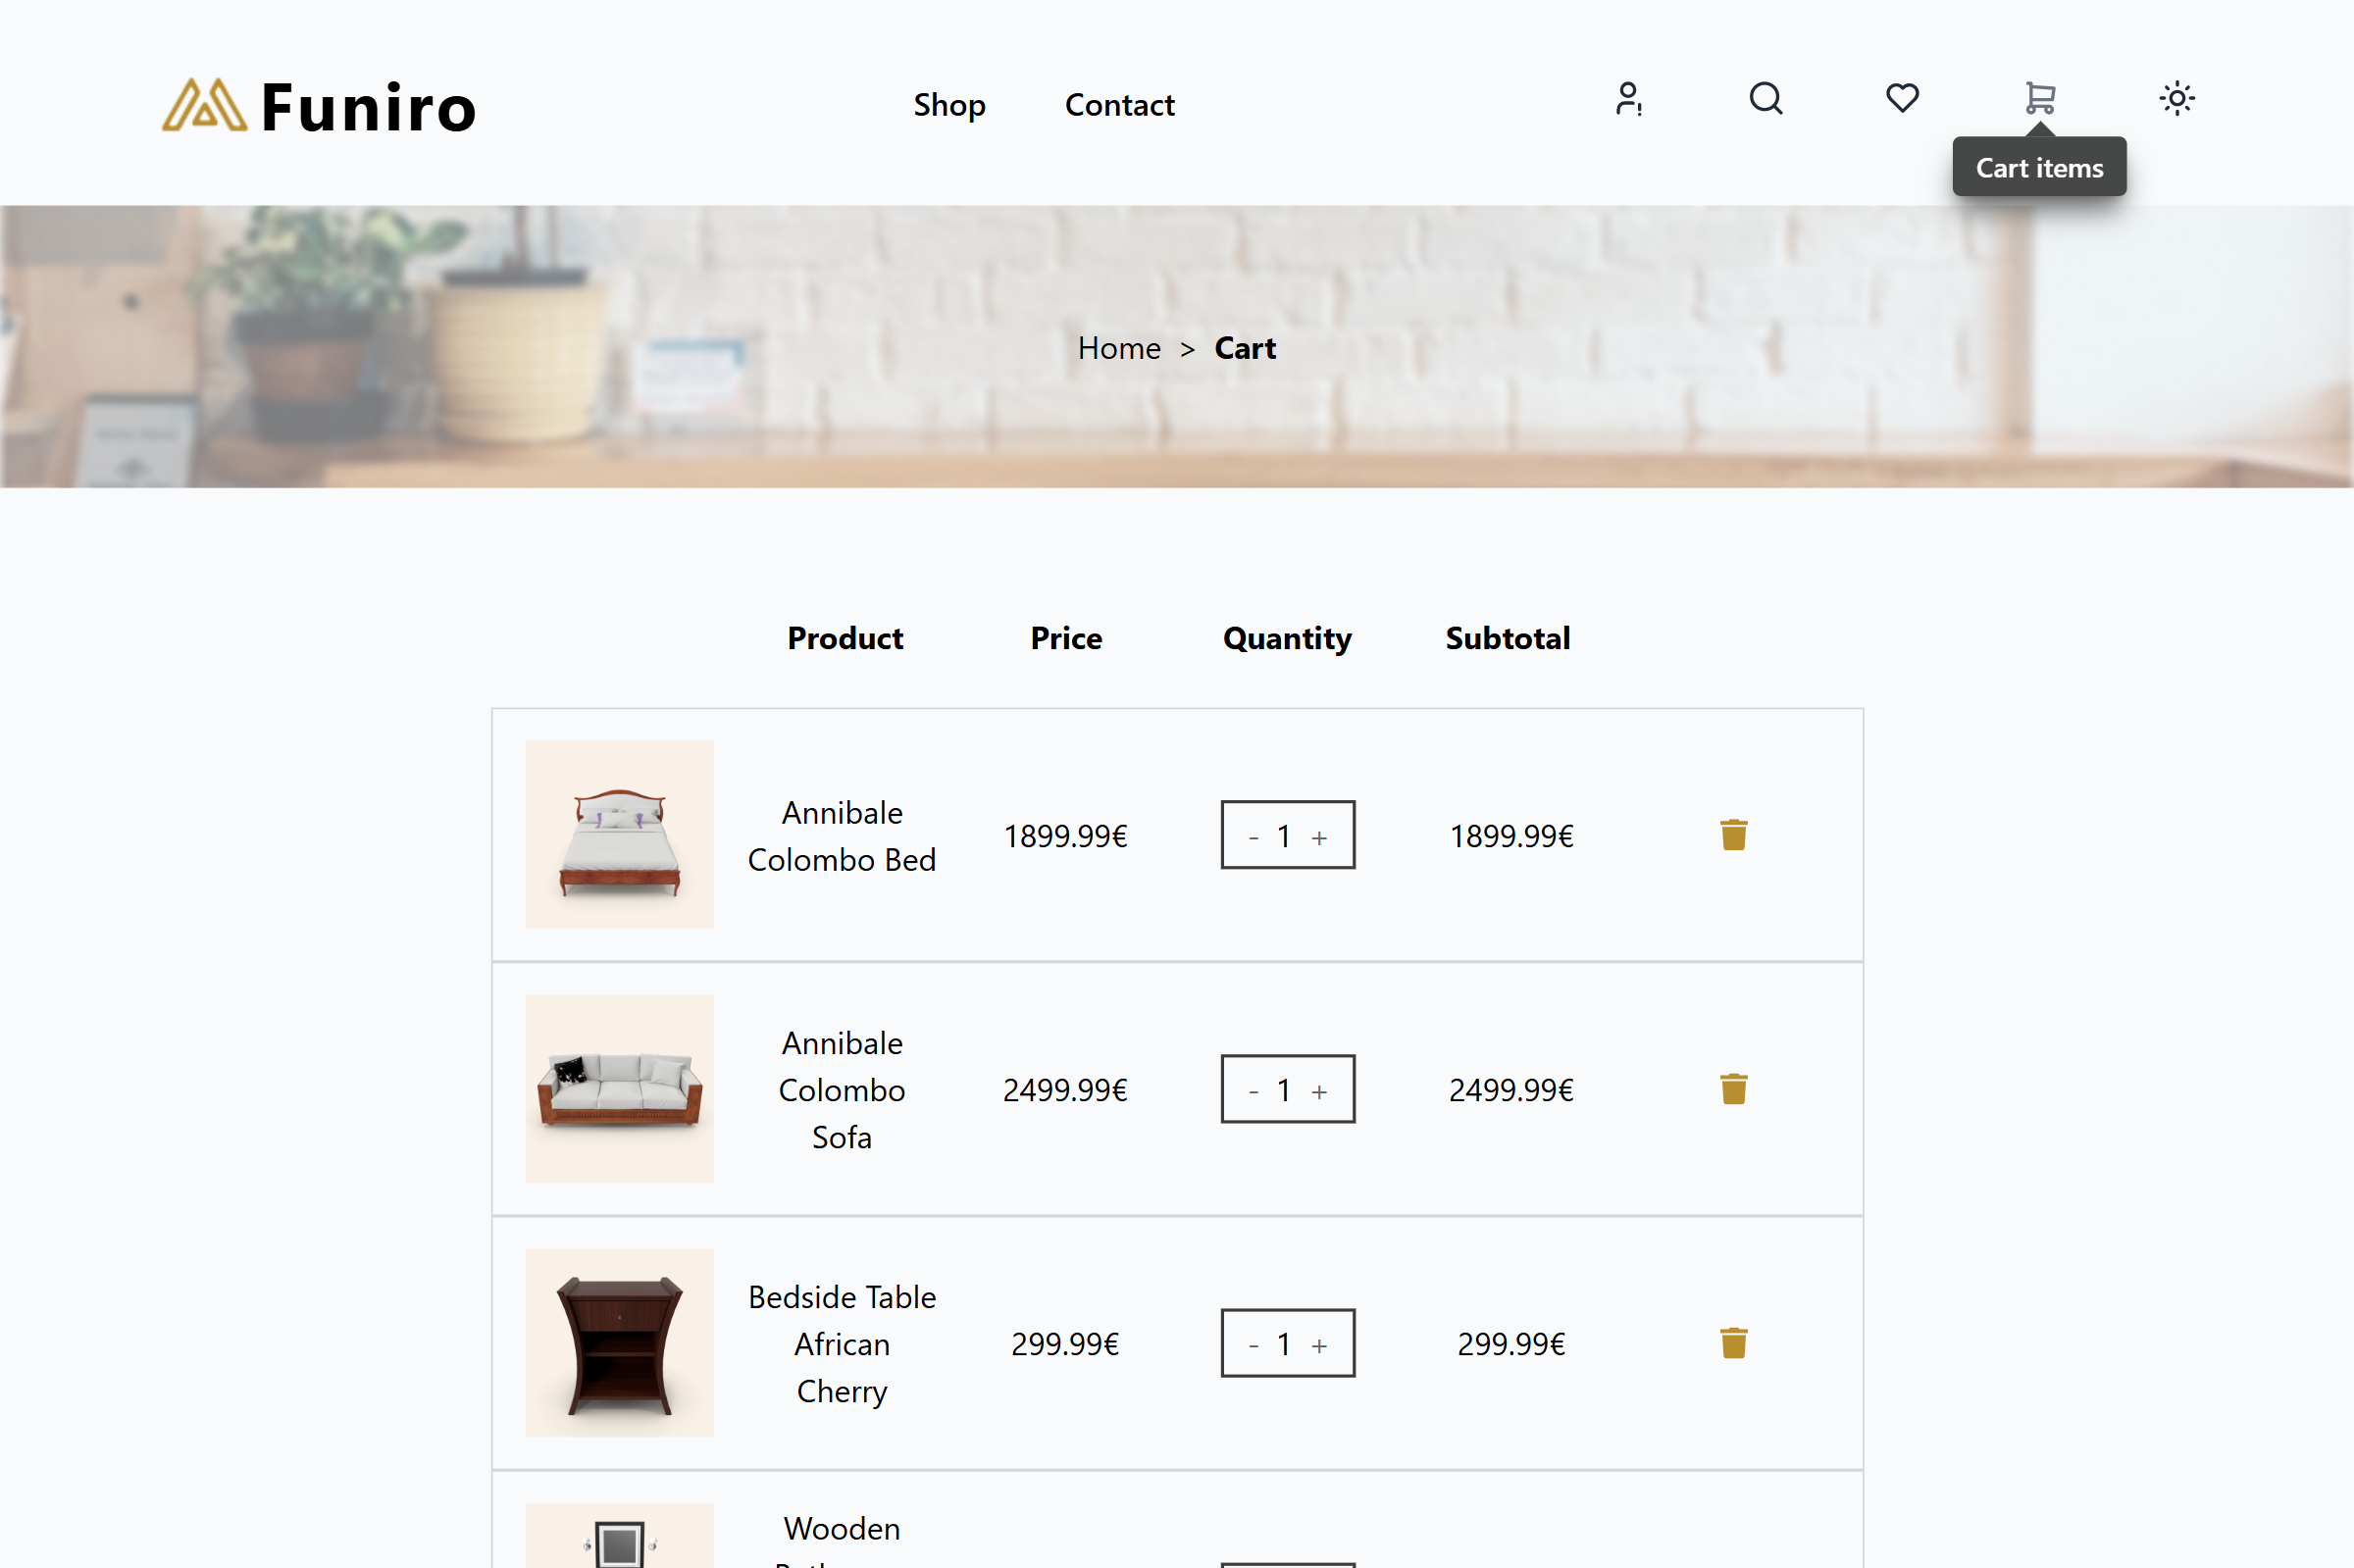 Funiro
Shop
Contact
Cart items
Home > Cart
Product Price Quantity Subtotal
Annibale
Colombo Bed
1899.99€
- 1 +
1899.99€
Annibale
Colombo
Sofa
2499.99€
- 1 +
2499.99€
Bedside Table
African
Cherry
299.99€
- 1 +
299.99€
Wooden